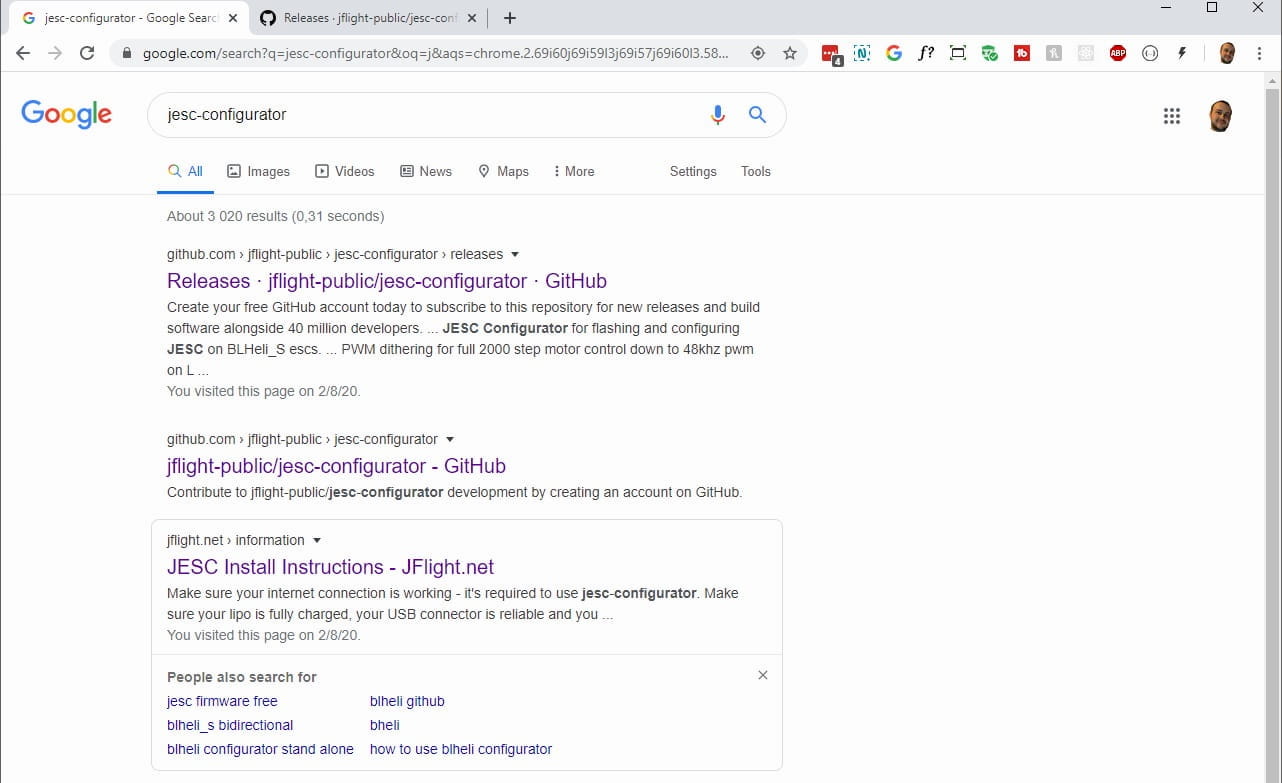 jesc-configurator - Google Searc
Releases · jflight-public/jesc-conf
google.com/search?q=jesc-configurator&oq=j&aqs=chrome.2.69i60j69i59l3j69i57j69i60l3.58...
4
f?
ABP
Google
jesc-configurator
All Images Videos News Maps More Settings Tools
About 3 020 results (0,31 seconds)
github.com › jflight-public › jesc-configurator › releases
Releases · jflight-public/jesc-configurator · GitHub
Create your free GitHub account today to subscribe to this repository for new releases and build
software alongside 40 million developers. ... JESC Configurator for flashing and configuring
JESC on BLHeli_S escs. ... PWM dithering for full 2000 step motor control down to 48khz pwm
on L ...
You visited this page on 2/8/20.
github.com › jflight-public › jesc-configurator
jflight-public/jesc-configurator - GitHub
Contribute to jflight-public/jesc-configurator development by creating an account on GitHub.
jflight.net › information
JESC Install Instructions - JFlight.net
Make sure your internet connection is working - it's required to use jesc-configurator. Make
sure your lipo is fully charged, your USB connector is reliable and you ...
You visited this page on 2/8/20.
People also search for
jesc firmware free blheli github
blheli_s bidirectional bheli
blheli configurator stand alone how to use blheli configurator